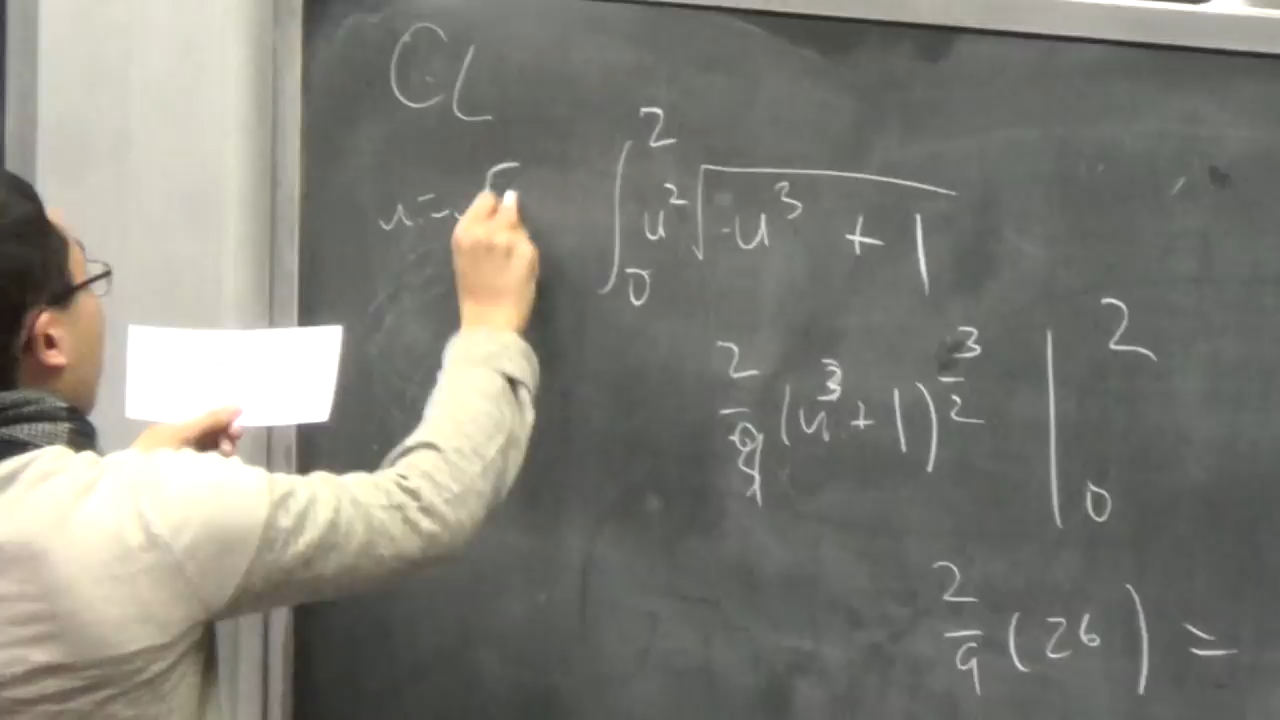 CL
u=
∫₀² u² √(u³ + 1)
2/9 (u³ + 1)^(3/2) |₀²
2/9 (26) =